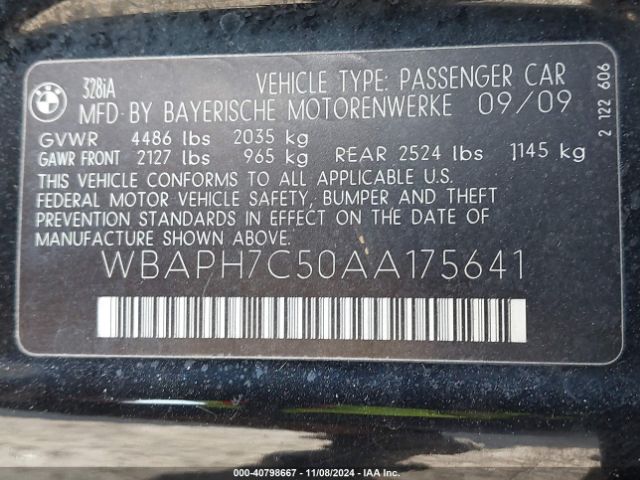 BMW
328iA VEHICLE TYPE: PASSENGER CAR
MFD·BY BAYERISCHE MOTORENWERKE 09/09
GVWR 4486 lbs 2035 kg
GAWR FRONT 2127 lbs 965 kg REAR 2524 lbs 1145 kg
THIS VEHICLE CONFORMS TO ALL APPLICABLE U.S.
FEDERAL MOTOR VEHICLE SAFETY, BUMPER AND THEFT
PREVENTION STANDARDS IN EFFECT ON THE DATE OF
MANUFACTURE SHOWN ABOVE.
WBAPH7C50AA175641
2 122 606
000-40798667 - 11/08/2024 - IAA Inc.